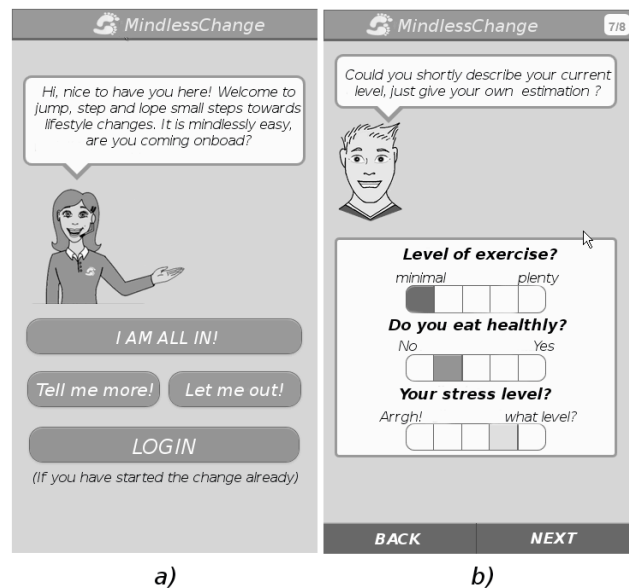 MindlessChange
Hi, nice to have you here! Welcome to
jump, step and lope small steps towards
lifestyle changes. It is mindlessly easy,
are you coming onboad?
I AM ALL IN!
Tell me more!
Let me out!
LOGIN
(If you have started the change already)
a)
MindlessChange
7/8
Could you shortly describe your current
level, just give your own estimation ?
Level of exercise?
minimal
plenty
Do you eat healthly?
No
Yes
Your stress level?
Arrgh!
what level?
BACK
NEXT
b)